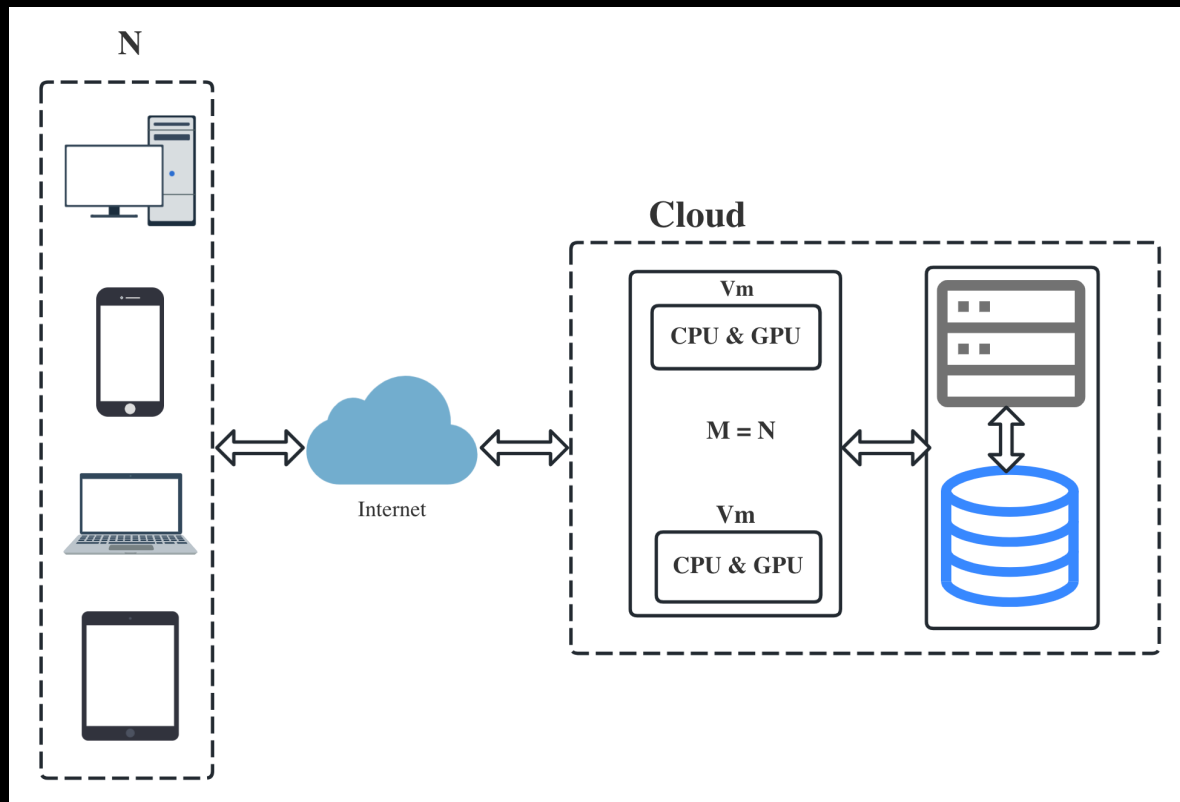 N
Cloud
Vm
CPU & GPU
M = N
Vm
CPU & GPU
Internet